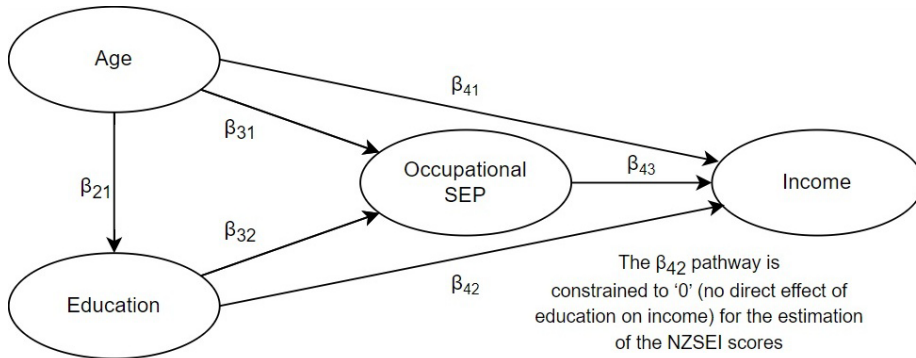 Age
β41
β31
Occupational
SEP
β43
Income
β21
β32
Education
β42
The β42 pathway is
constrained to ‘0’ (no direct effect of
education on income) for the estimation
of the NZSEI scores